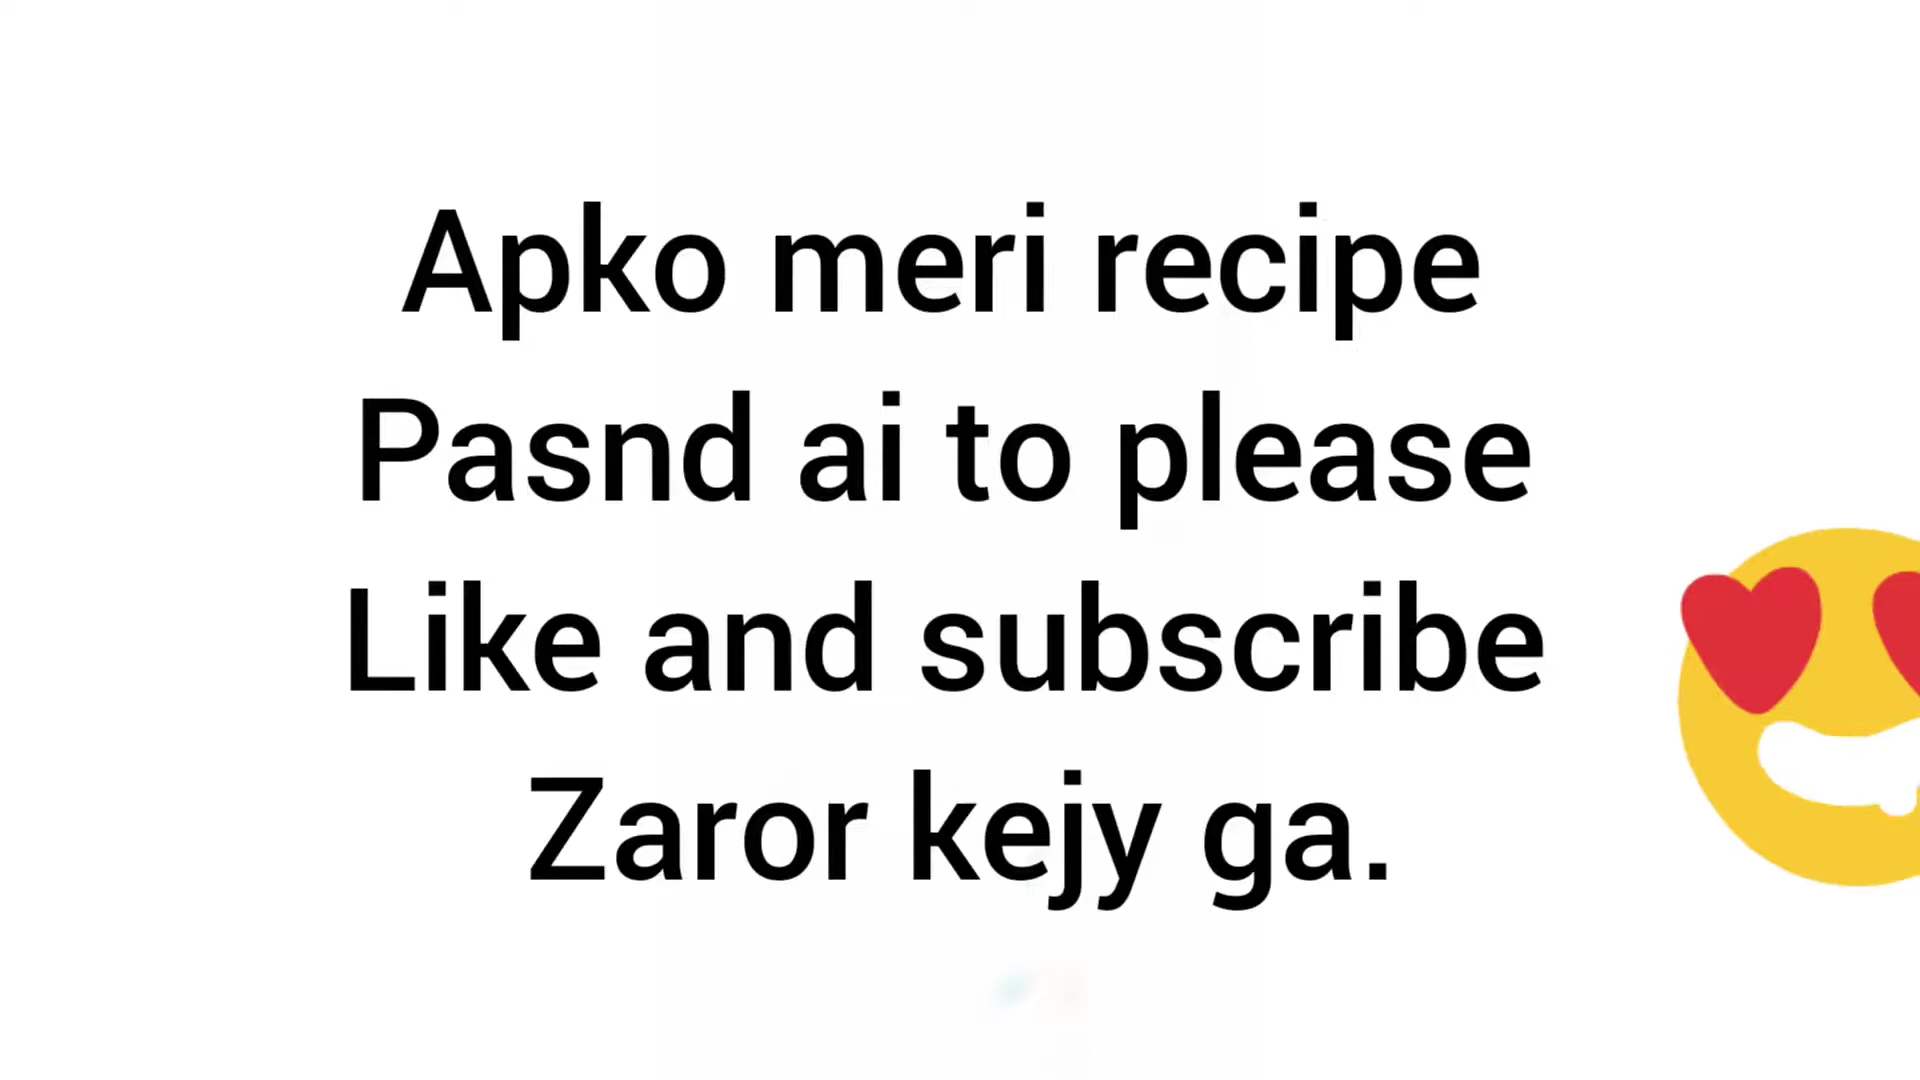 Apko meri recipe
Pasnd ai to please
Like and subscribe
Zaror kejy ga.